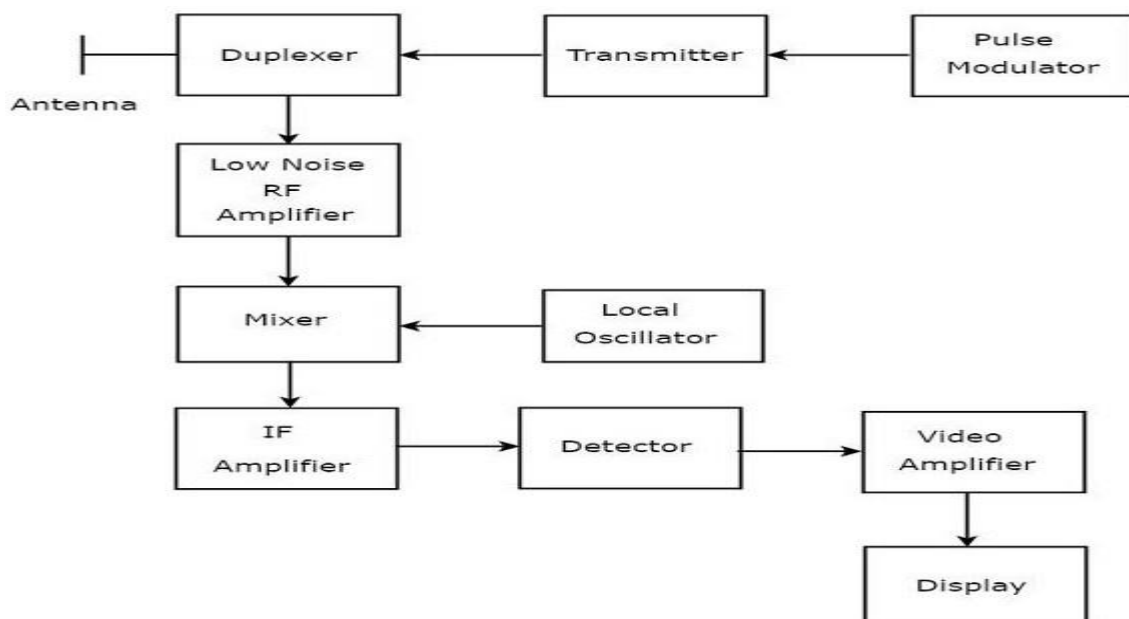 Duplexer
Transmitter
Pulse
Modulator
Antenna
Low Noise
RF
Amplifier
Mixer
Local
Oscillator
IF
Amplifier
Detector
Video
Amplifier
Display